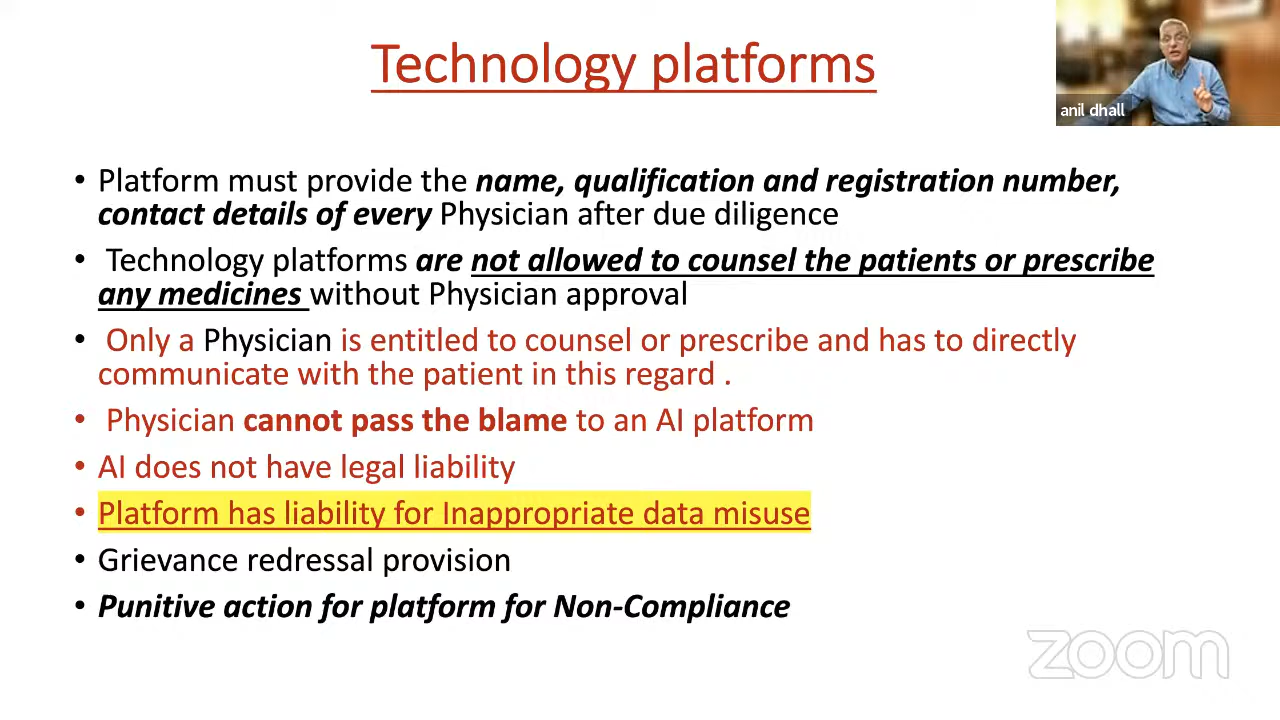 Technology platforms
anil dhall
• Platform must provide the name, qualification and registration number,
contact details of every Physician after due diligence
• Technology platforms are not allowed to counsel the patients or prescribe
any medicines without Physician approval
• Only a Physician is entitled to counsel or prescribe and has to directly
communicate with the patient in this regard .
• Physician cannot pass the blame to an AI platform
• AI does not have legal liability
• Platform has liability for Inappropriate data misuse
• Grievance redressal provision
• Punitive action for platform for Non-Compliance
zoom